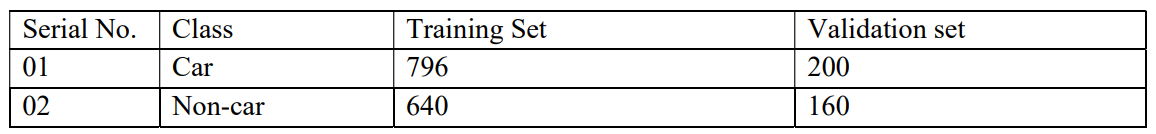 Serial No. Class Training Set Validation set
01 Car 796 200
02 Non-car 640 160